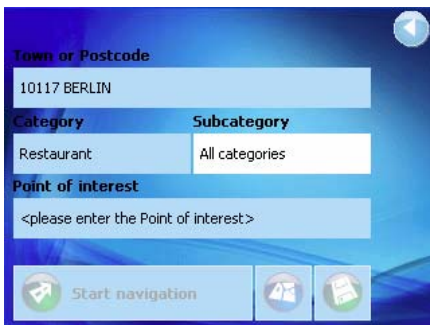 Town or Postcode
10117 BERLIN
Category Subcategory
Restaurant All categories
Point of interest
<please enter the Point of interest>
Start navigation